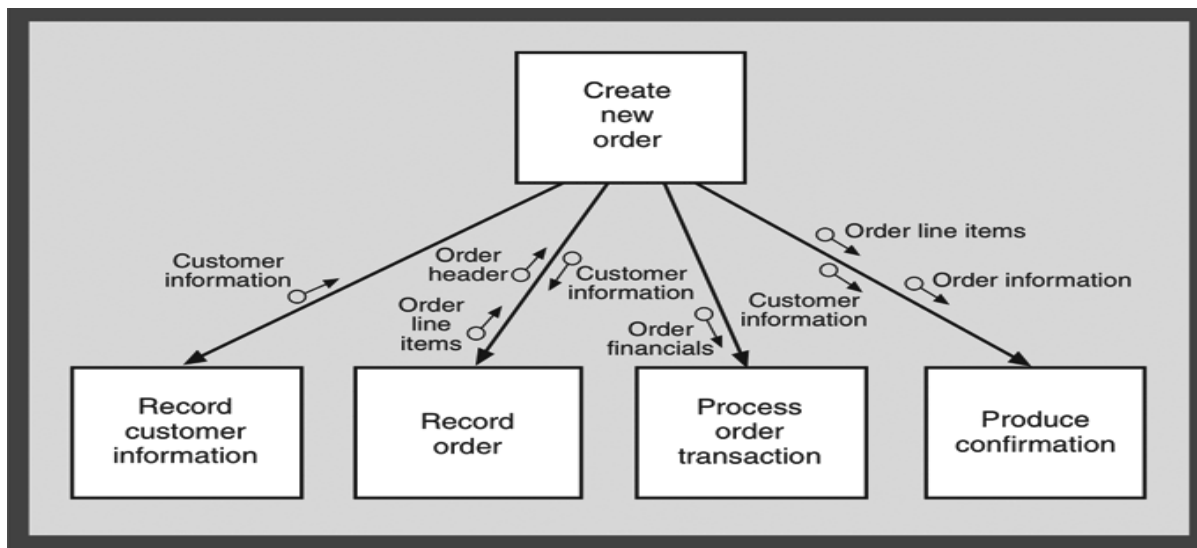 Create
new
order
Customer
information
Order
header
Order
line
items
Customer
information
Order
financials
Order line items
Customer
information
Order information
Record
customer
information
Record
order
Process
order
transaction
Produce
confirmation